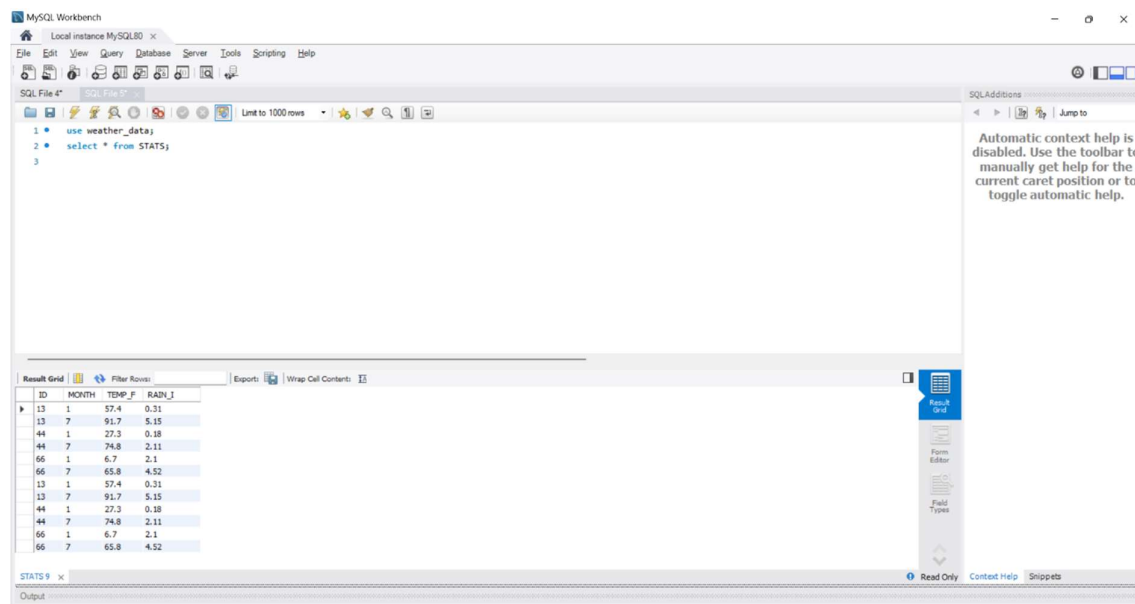 MySQL Workbench
Local instance MySQL80 ×
File Edit View Query Database Server Tools Scripting Help
SQL File 4* SQL File 5* × SQLAdditions
Limit to 1000 rows Jump to
1 use weather_data;
2 select * from STATS;
3
Automatic context help is
disabled. Use the toolbar to
manually get help for the
current caret position or to
toggle automatic help.
Result Grid Filter Rows: Export: Wrap Cell Content:
ID MONTH TEMP_F RAIN_I
13 1 57.4 0.31
13 7 91.7 5.15
44 1 27.3 0.18
44 7 74.8 2.11
66 1 6.7 2.1
66 7 65.8 4.52
13 1 57.4 0.31
13 7 91.7 5.15
44 1 27.3 0.18
44 7 74.8 2.11
66 1 6.7 2.1
66 7 65.8 4.52
Result
Grid
Form
Editor
Field
Types
STATS 9 × Read Only Context Help Snippets
Output